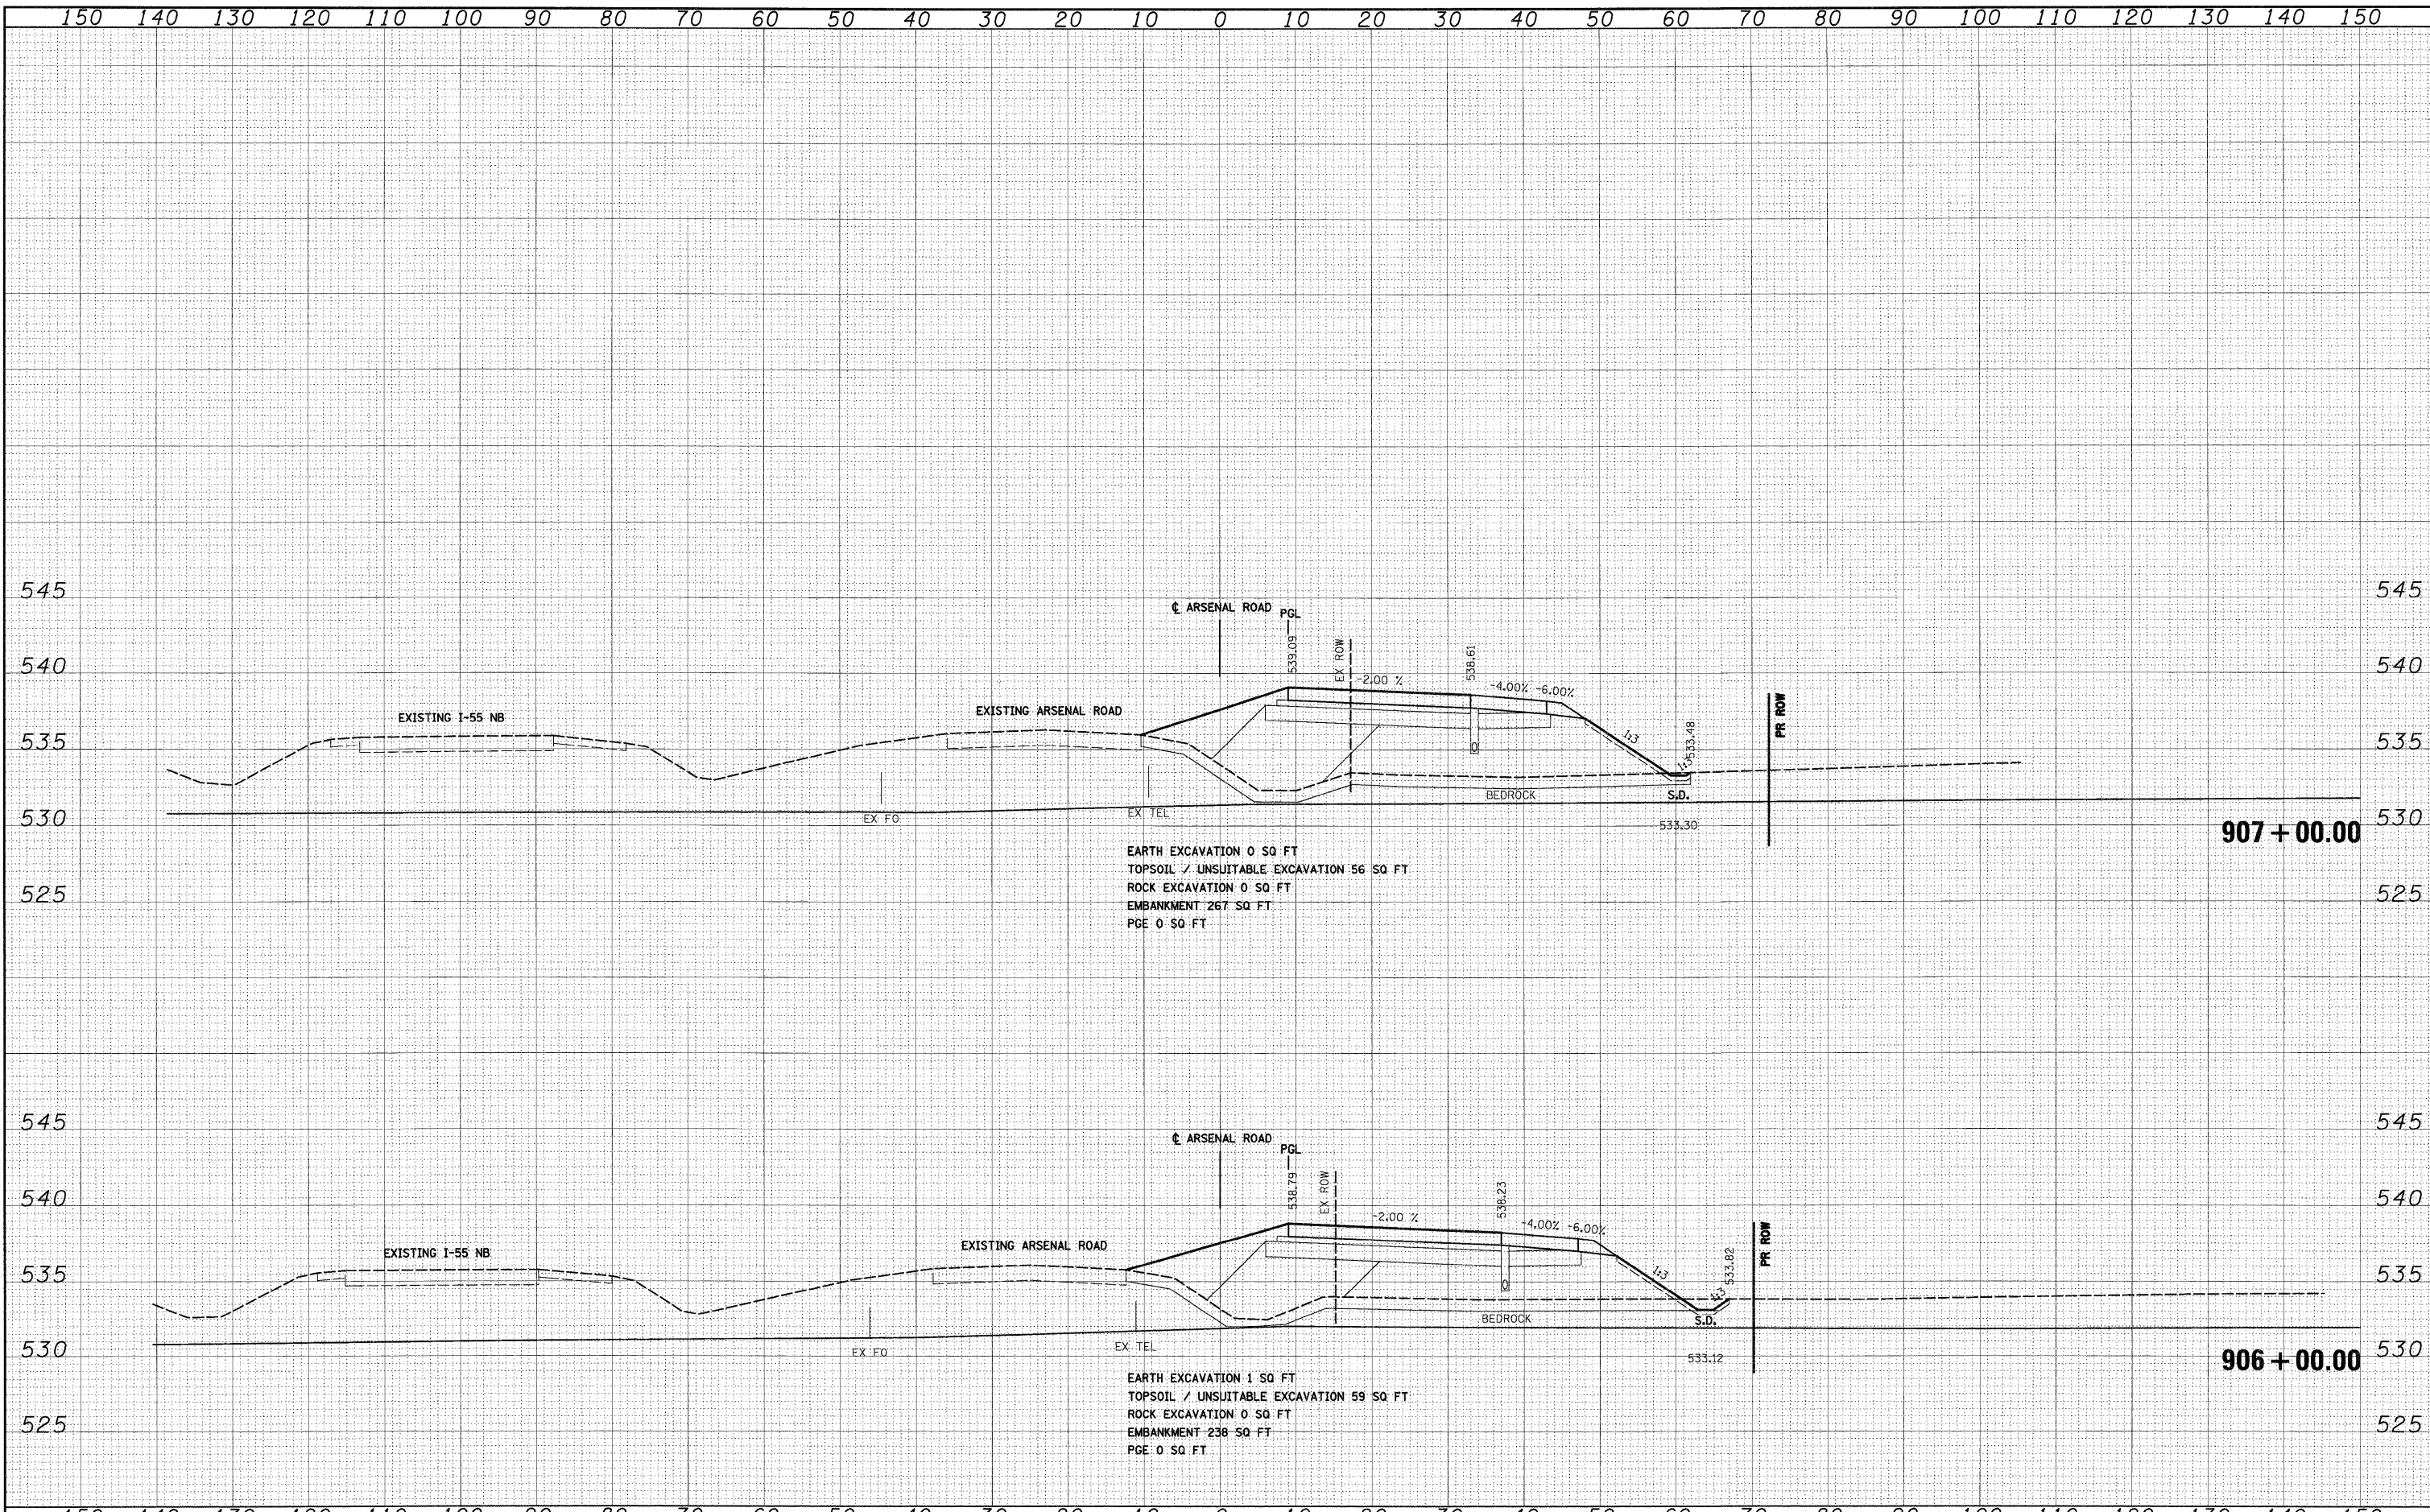 150 140 130 120 110 100 90 80 70 60 50 40 30 20 10 0 10 20 30 40 50 60 70 80 90 100 110 120 130 140 150
545 545
℄ ARSENAL ROAD PGL
540 539.09 EX ROW -2.00 % 538.61 -4.00% -6.00% 540
EXISTING I-55 NB EXISTING ARSENAL ROAD PR ROW
535 1:3 1:3 533.48 535
BEDROCK S.D.
530 EX FO EX TEL 533.30 530
907 + 00.00
EARTH EXCAVATION 0 SQ FT
TOPSOIL / UNSUITABLE EXCAVATION 56 SQ FT
ROCK EXCAVATION 0 SQ FT
525 525
EMBANKMENT 267 SQ FT
PGE 0 SQ FT
545 545
℄ ARSENAL ROAD
PGL
540 538.79 EX ROW -2.00 % 538.23 -4.00% -6.00% 540
EXISTING I-55 NB EXISTING ARSENAL ROAD PR ROW
535 1:3 1:3 533.82 535
BEDROCK S.D.
530 EX FO EX TEL 533.12 530
906 + 00.00
EARTH EXCAVATION 1 SQ FT
TOPSOIL / UNSUITABLE EXCAVATION 59 SQ FT
ROCK EXCAVATION 0 SQ FT
525 525
EMBANKMENT 238 SQ FT
PGE 0 SQ FT